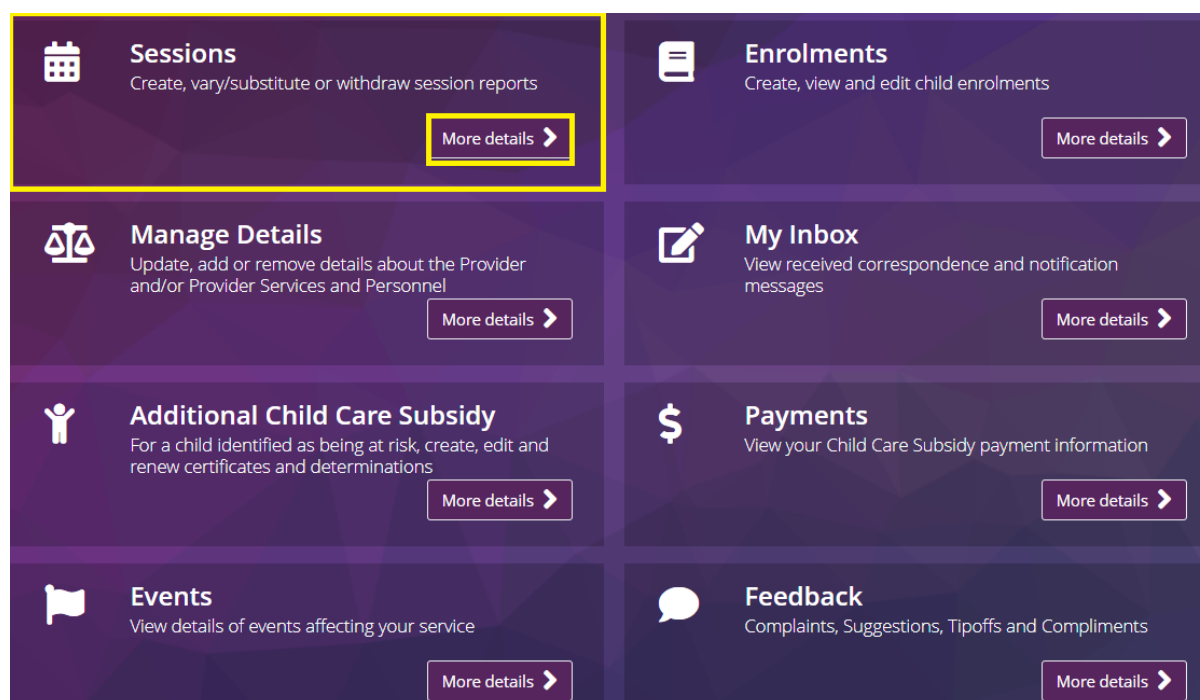 Sessions
Create, vary/substitute or withdraw session reports
More details
Enrolments
Create, view and edit child enrolments
More details
Manage Details
Update, add or remove details about the Provider
and/or Provider Services and Personnel
More details
My Inbox
View received correspondence and notification
messages
More details
Additional Child Care Subsidy
For a child identified as being at risk, create, edit and
renew certificates and determinations
More details
Payments
View your Child Care Subsidy payment information
More details
Events
View details of events affecting your service
More details
Feedback
Complaints, Suggestions, Tipoffs and Compliments
More details